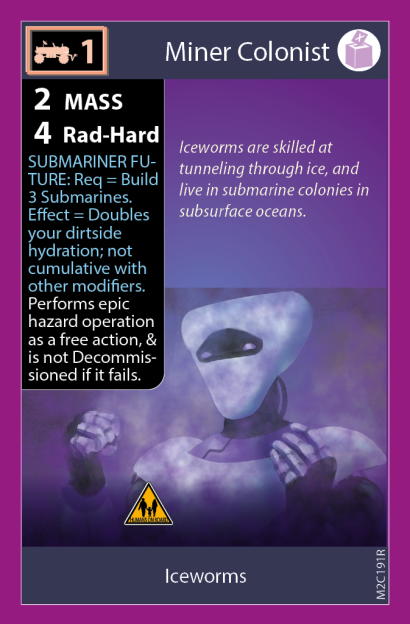 1
Miner Colonist
2 MASS
4 Rad-Hard
SUBMARINER FU-
TURE: Req = Build
3 Submarines.
Effect = Doubles
your dirtside
hydration; not
cumulative with
other modifiers.
Performs epic
hazard operation
as a free action, &
is not Decommis-
sioned if it fails.
Iceworms are skilled at
tunneling through ice, and
live in submarine colonies in
subsurface oceans.
Iceworms
M2C191R